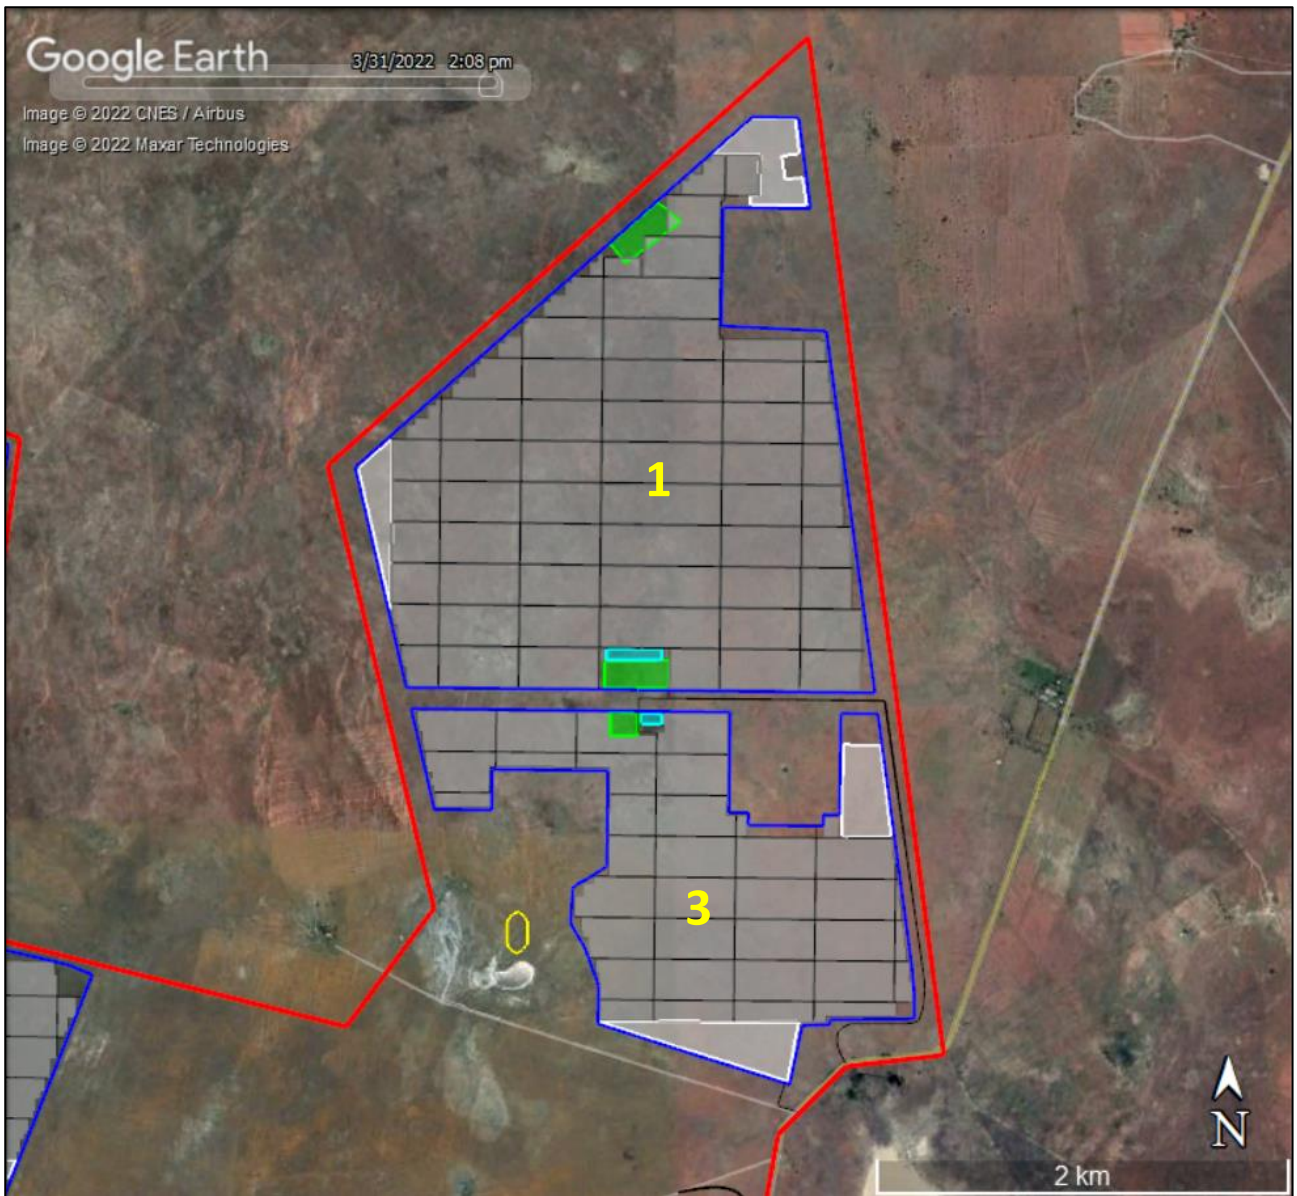 Google Earth
3/31/2022 2:08 pm
Image © 2022 CNES / Airbus
Image © 2022 Maxar Technologies
1
3
N
2 km